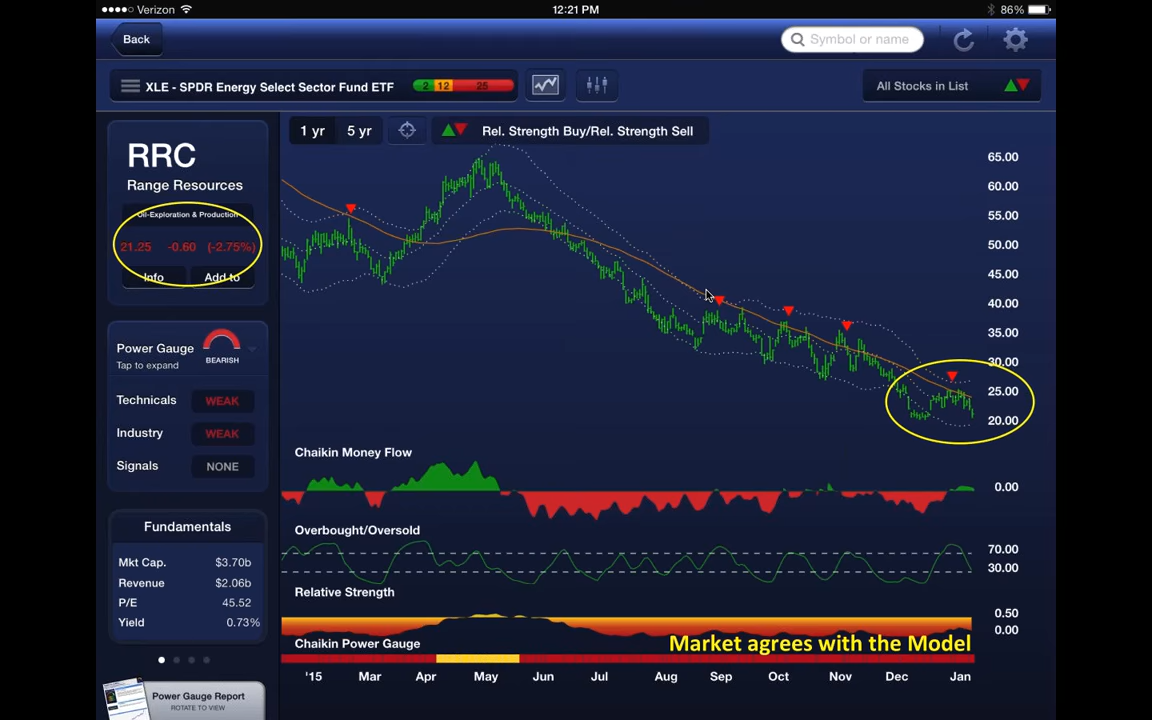 Verizon 12:21 PM 86%
Back
Symbol or name
XLE - SPDR Energy Select Sector Fund ETF 2 12 25
All Stocks in List
1 yr 5 yr Rel. Strength Buy/Rel. Strength Sell
RRC
Range Resources
Oil-Exploration & Production
21.25 -0.60 (-2.75%)
Info Add to
Power Gauge
Tap to expand
BEARISH
Technicals WEAK
Industry WEAK
Signals NONE
Fundamentals
Mkt Cap. $3.70b
Revenue $2.06b
P/E 45.52
Yield 0.73%
Power Gauge Report
ROTATE TO VIEW
65.00
60.00
55.00
50.00
45.00
40.00
35.00
30.00
25.00
20.00
Chaikin Money Flow
0.00
Overbought/Oversold
70.00
30.00
Relative Strength
0.50
0.00
Chaikin Power Gauge
Market agrees with the Model
'15 Mar Apr May Jun Jul Aug Sep Oct Nov Dec Jan